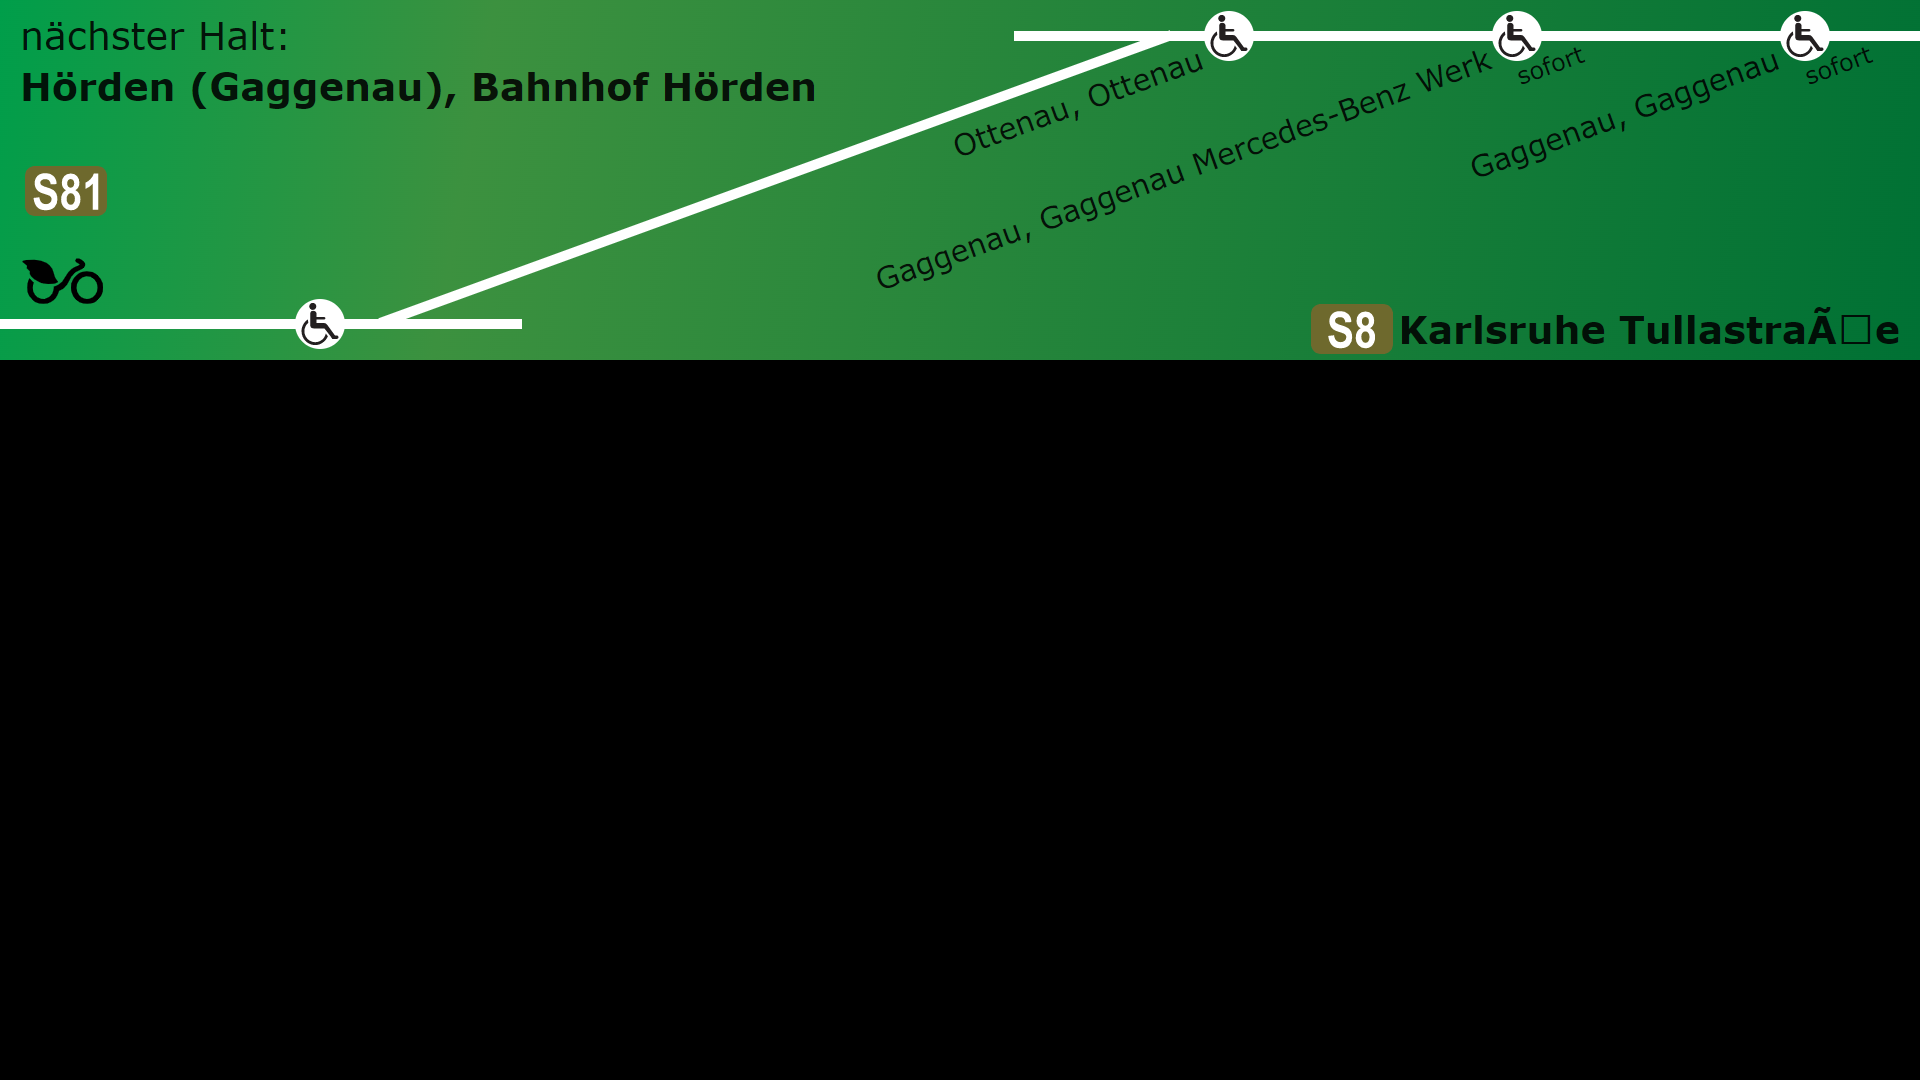 nächster Halt:
Hörden (Gaggenau), Bahnhof Hörden
S81
Ottenau, Ottenau
Gaggenau, Gaggenau Mercedes-Benz Werk
sofort
Gaggenau, Gaggenau
sofort
S8 Karlsruhe TullastraÃ□e